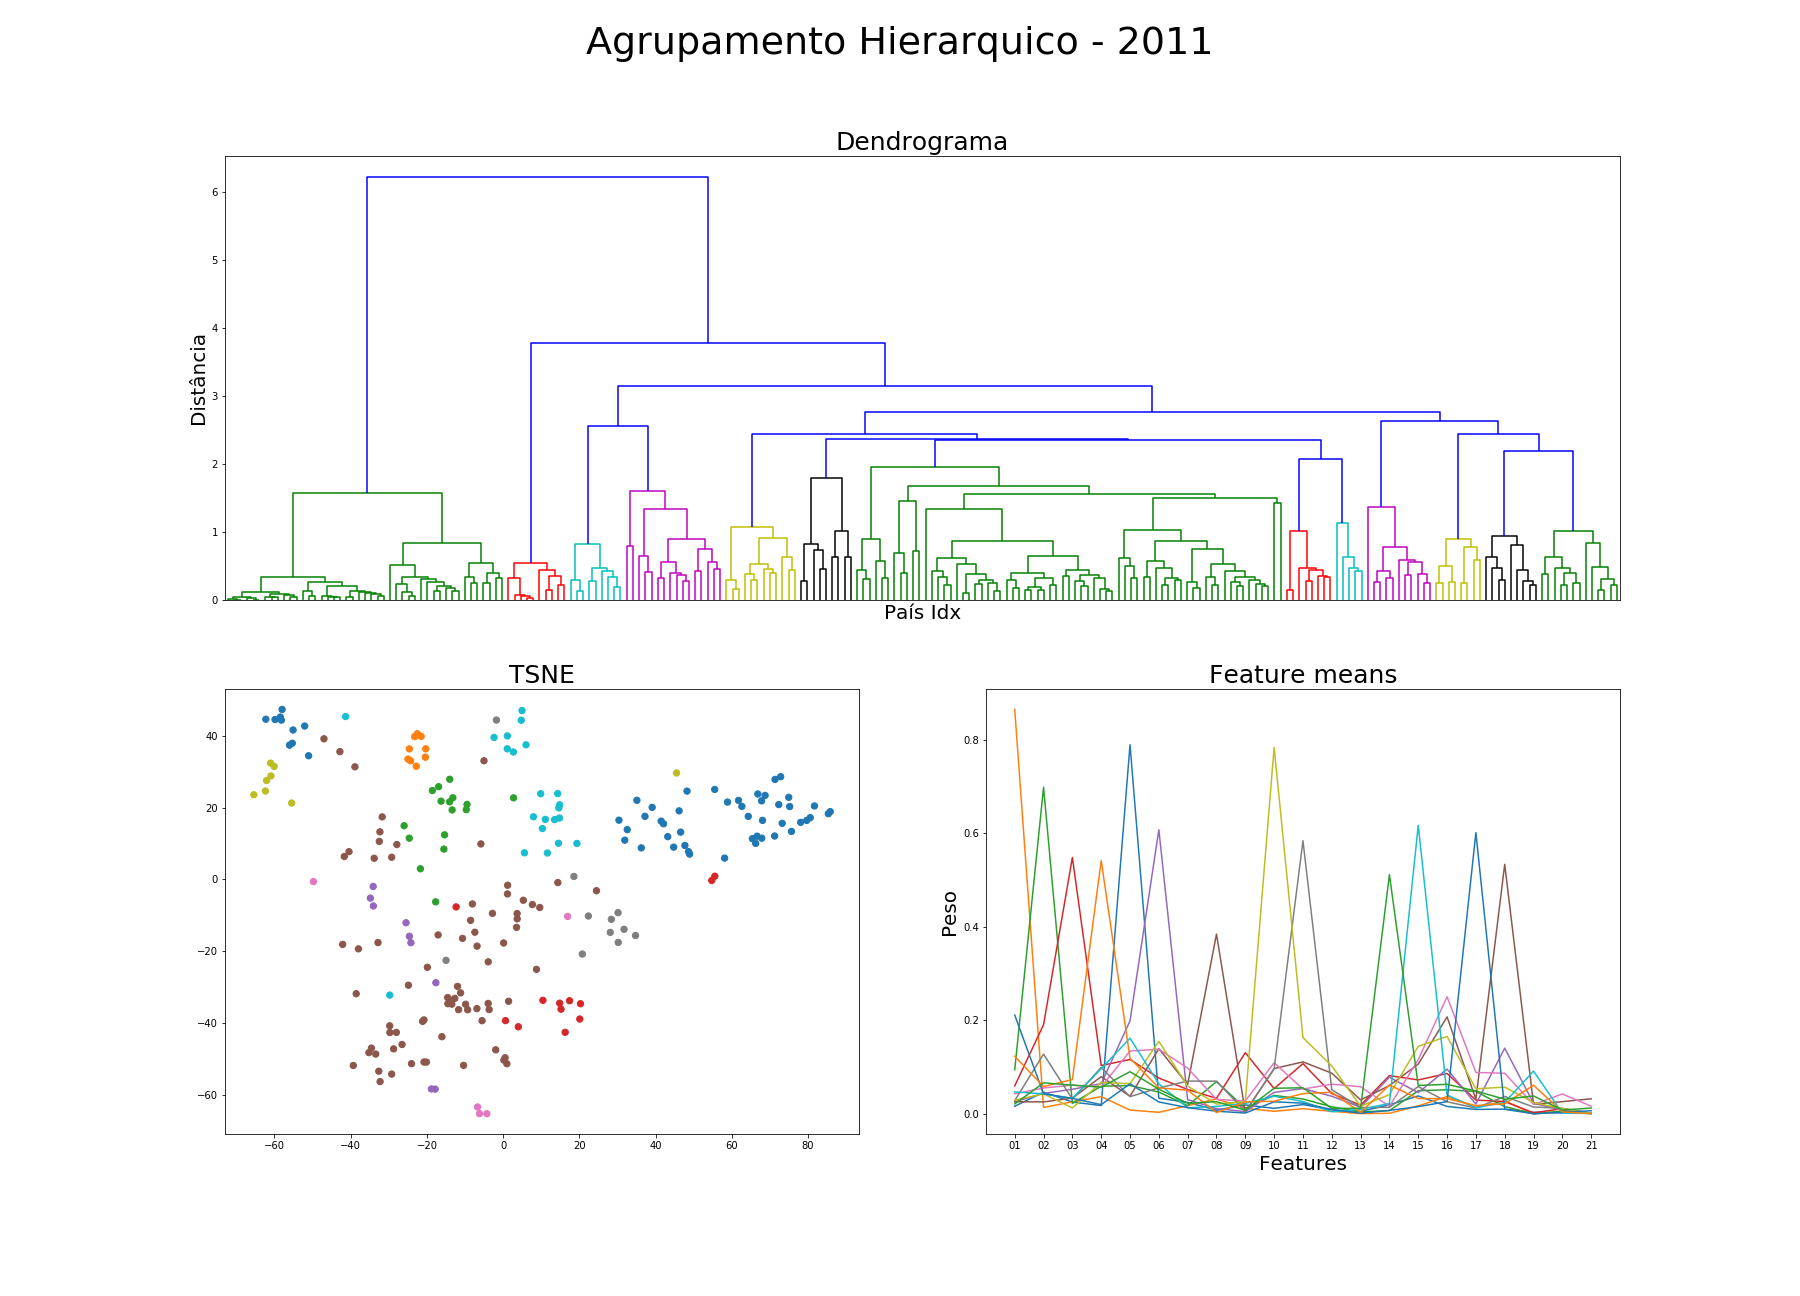 Agrupamento Hierarquico - 2011
Dendrograma
6
5
4
3
2
1
0
Distância
País Idx
TSNE
40
20
0
−20
−40
−60
−60 −40 −20 0 20 40 60 80
Feature means
0.8
0.6
0.4
0.2
0.0
Peso
01 02 03 04 05 06 07 08 09 10 11 12 13 14 15 16 17 18 19 20 21
Features